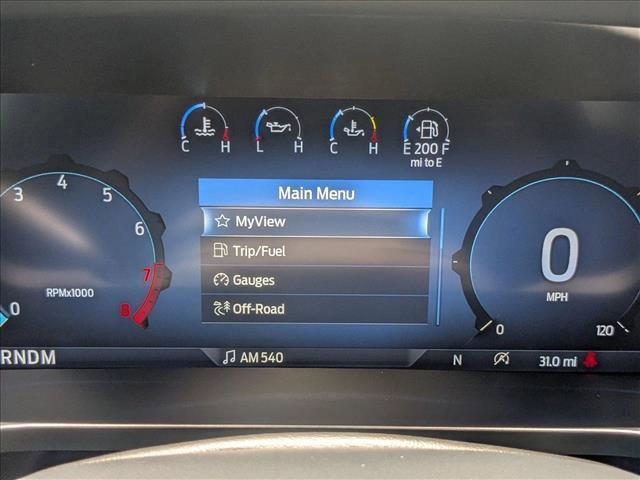 C H L H C H E 200 F
mi to E
Main Menu
MyView
Trip/Fuel
Gauges
Off-Road
3 4 5 6 7 8 0
RPMx1000
0
MPH
0 120
RNDM
AM 540
N 31.0 mi